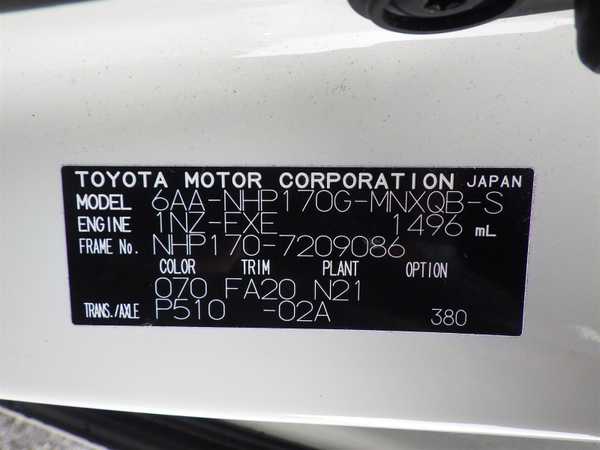 TOYOTA MOTOR CORPORATION JAPAN
MODEL 6AA-NHP170G-MNXQB-S
ENGINE 1NZ-EXE 1496 mL
FRAME No. NHP170-7209086
COLOR TRIM PLANT OPTION
070 FA20 N21
TRANS./AXLE P510 -02A 380